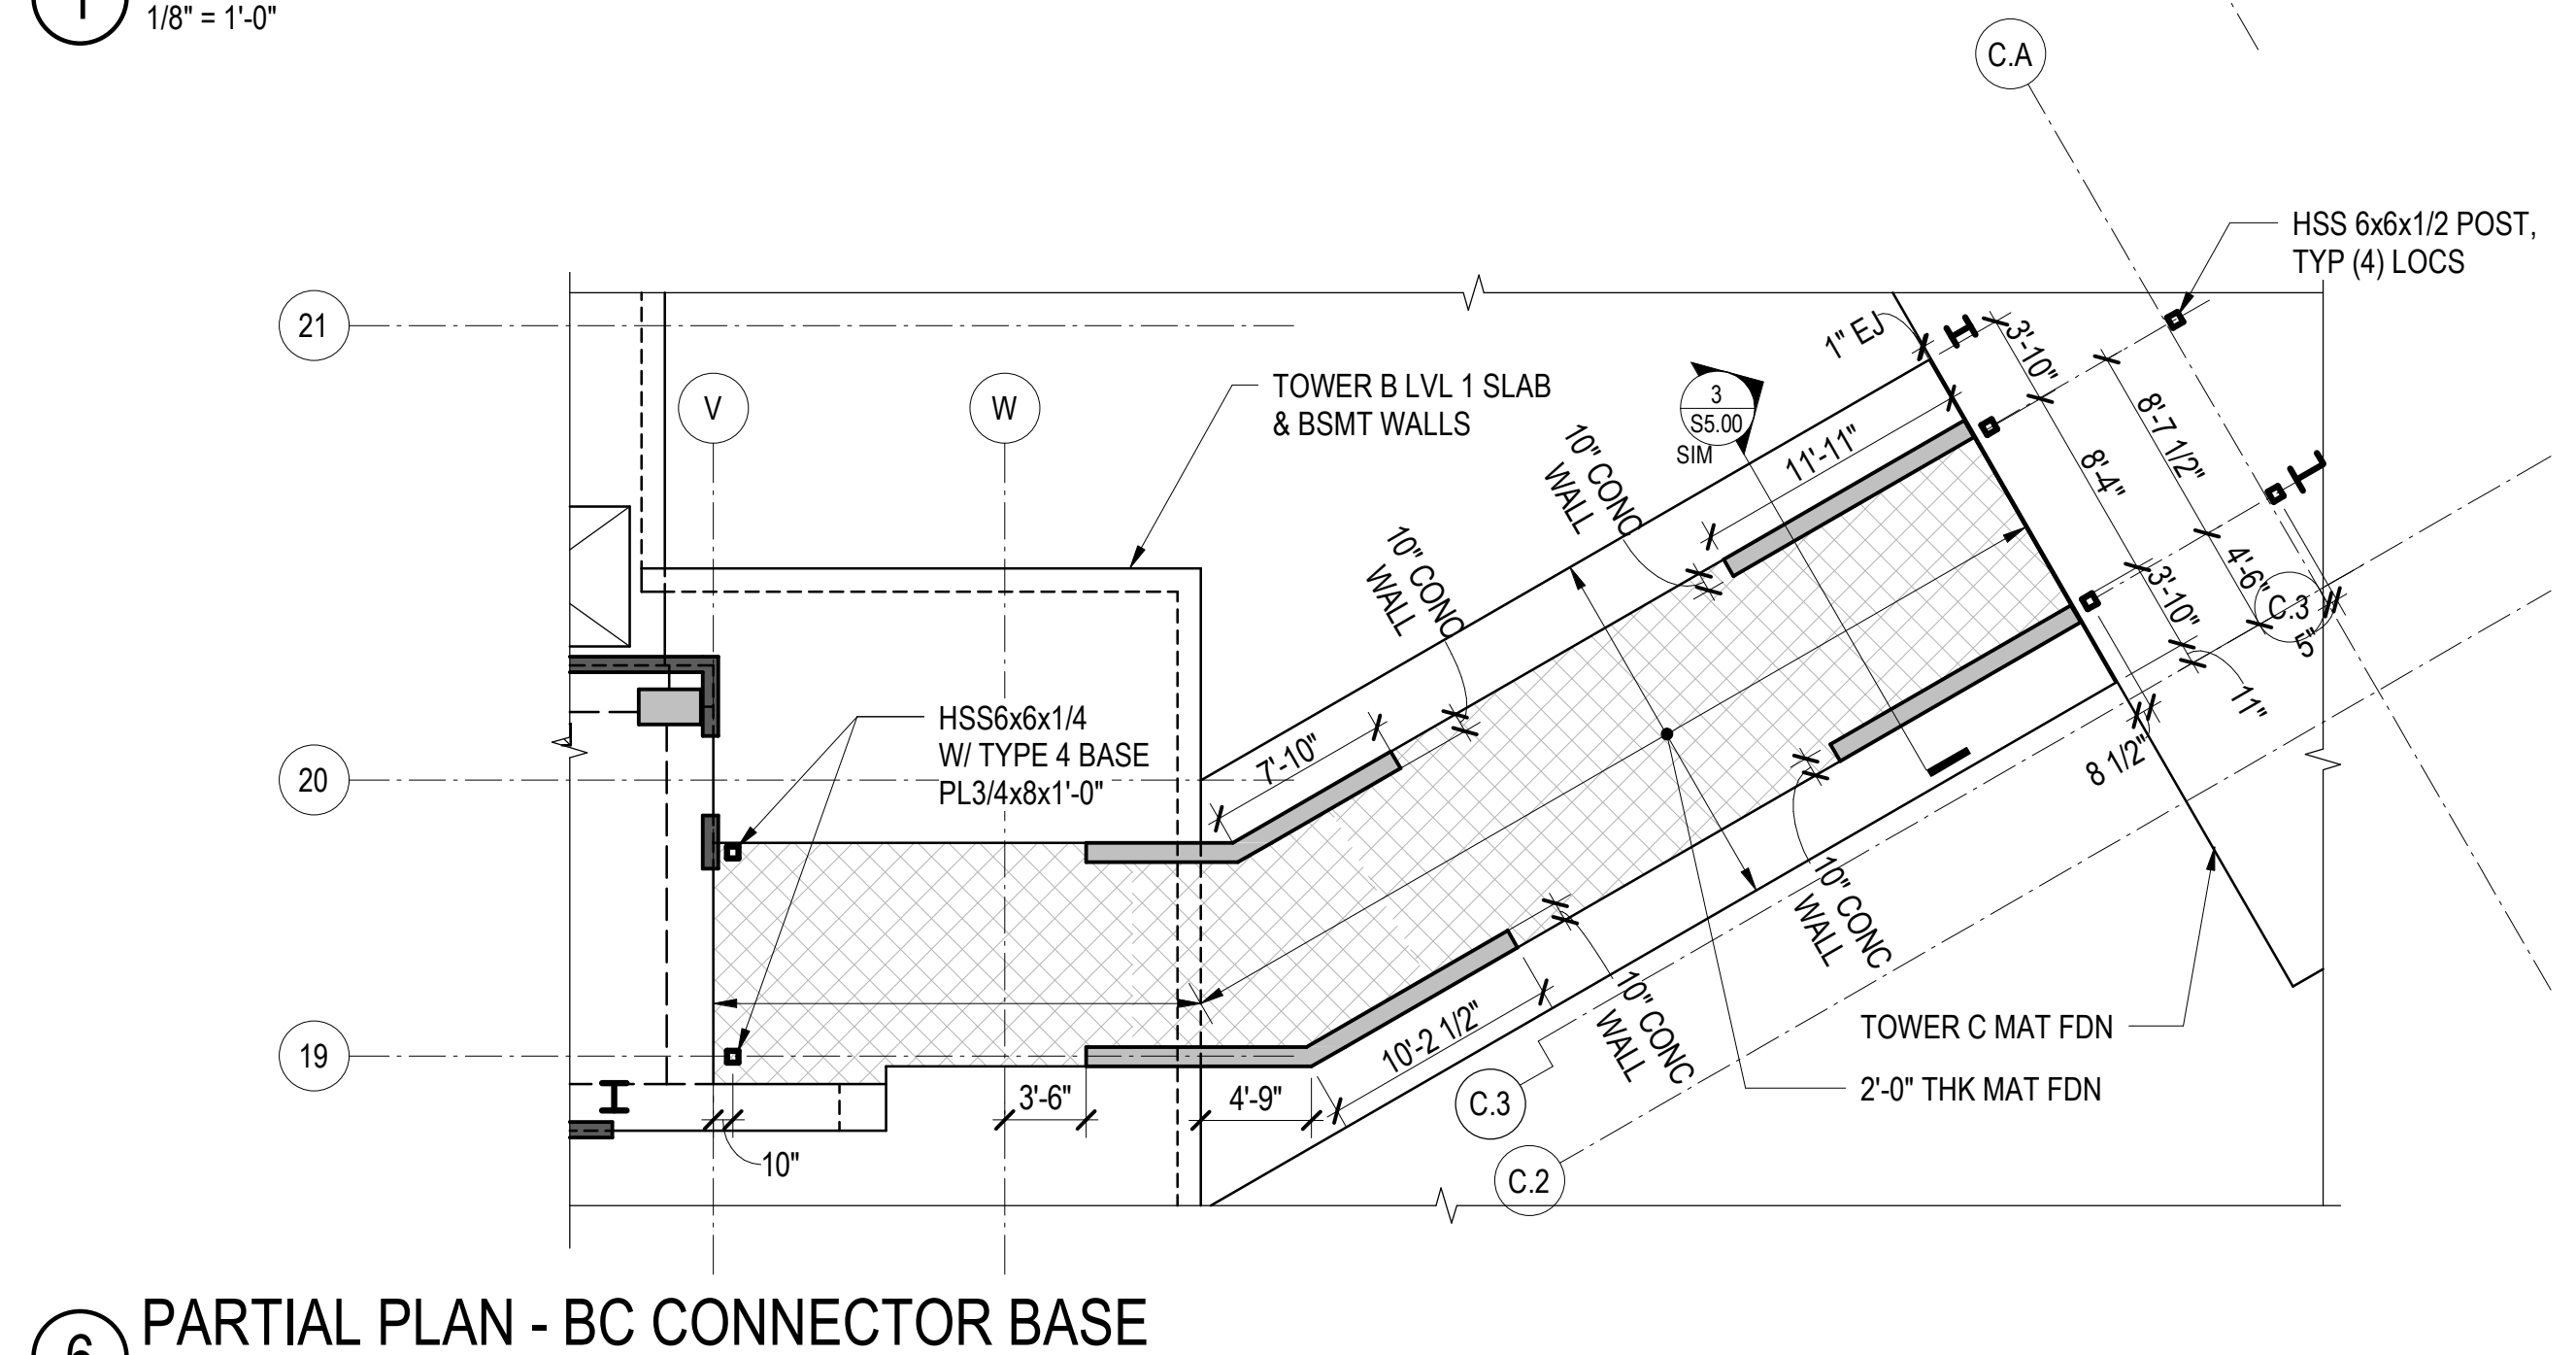 1
1/8" = 1'-0"
C.A
HSS 6x6x1/2 POST,
TYP (4) LOCS
21
1" EJ
3'-10"
V
W
TOWER B LVL 1 SLAB
& BSMT WALLS
3
S5.00
SIM
8'-7 1/2"
8'-4"
11'-11"
10" CONC
WALL
10" CONC
WALL
4'-6"
3'-10"
C.3
5"
11"
HSS6x6x1/4
W/ TYPE 4 BASE
PL3/4x8x1'-0"
7'-10"
20
8 1/2"
10" CONC
WALL
10" CONC
WALL
10'-2 1/2"
TOWER C MAT FDN
19
2'-0" THK MAT FDN
3'-6"
4'-9"
C.3
10"
C.2
PARTIAL PLAN - BC CONNECTOR BASE
6